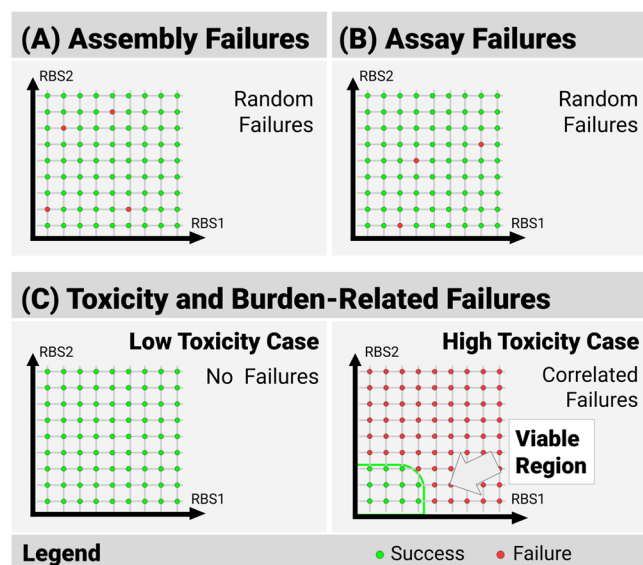 (A) Assembly Failures
RBS2
Random
Failures
RBS1
(B) Assay Failures
RBS2
Random
Failures
RBS1
(C) Toxicity and Burden-Related Failures
Low Toxicity Case
RBS2
No Failures
RBS1
High Toxicity Case
RBS2
Correlated
Failures
Viable
Region
RBS1
Legend
Success
Failure